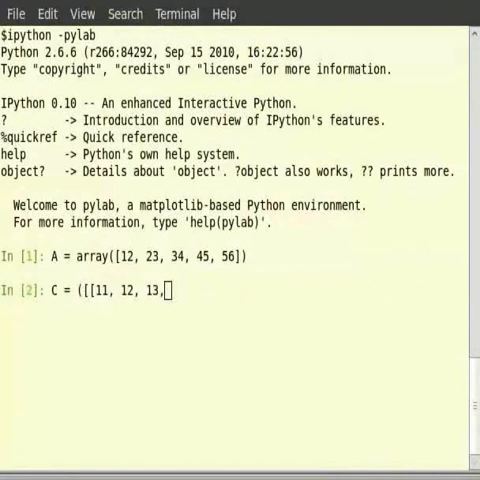 File Edit View Search Terminal Help
$ipython -pylab
Python 2.6.6 (r266:84292, Sep 15 2010, 16:22:56)
Type "copyright", "credits" or "license" for more information.
IPython 0.10 -- An enhanced Interactive Python.
? -> Introduction and overview of IPython's features.
%quickref -> Quick reference.
help -> Python's own help system.
object? -> Details about 'object'. ?object also works, ?? prints more.
Welcome to pylab, a matplotlib-based Python environment.
For more information, type 'help(pylab)'.
In [1]: A = array([12, 23, 34, 45, 56])
In [2]: C = ([[11, 12, 13,